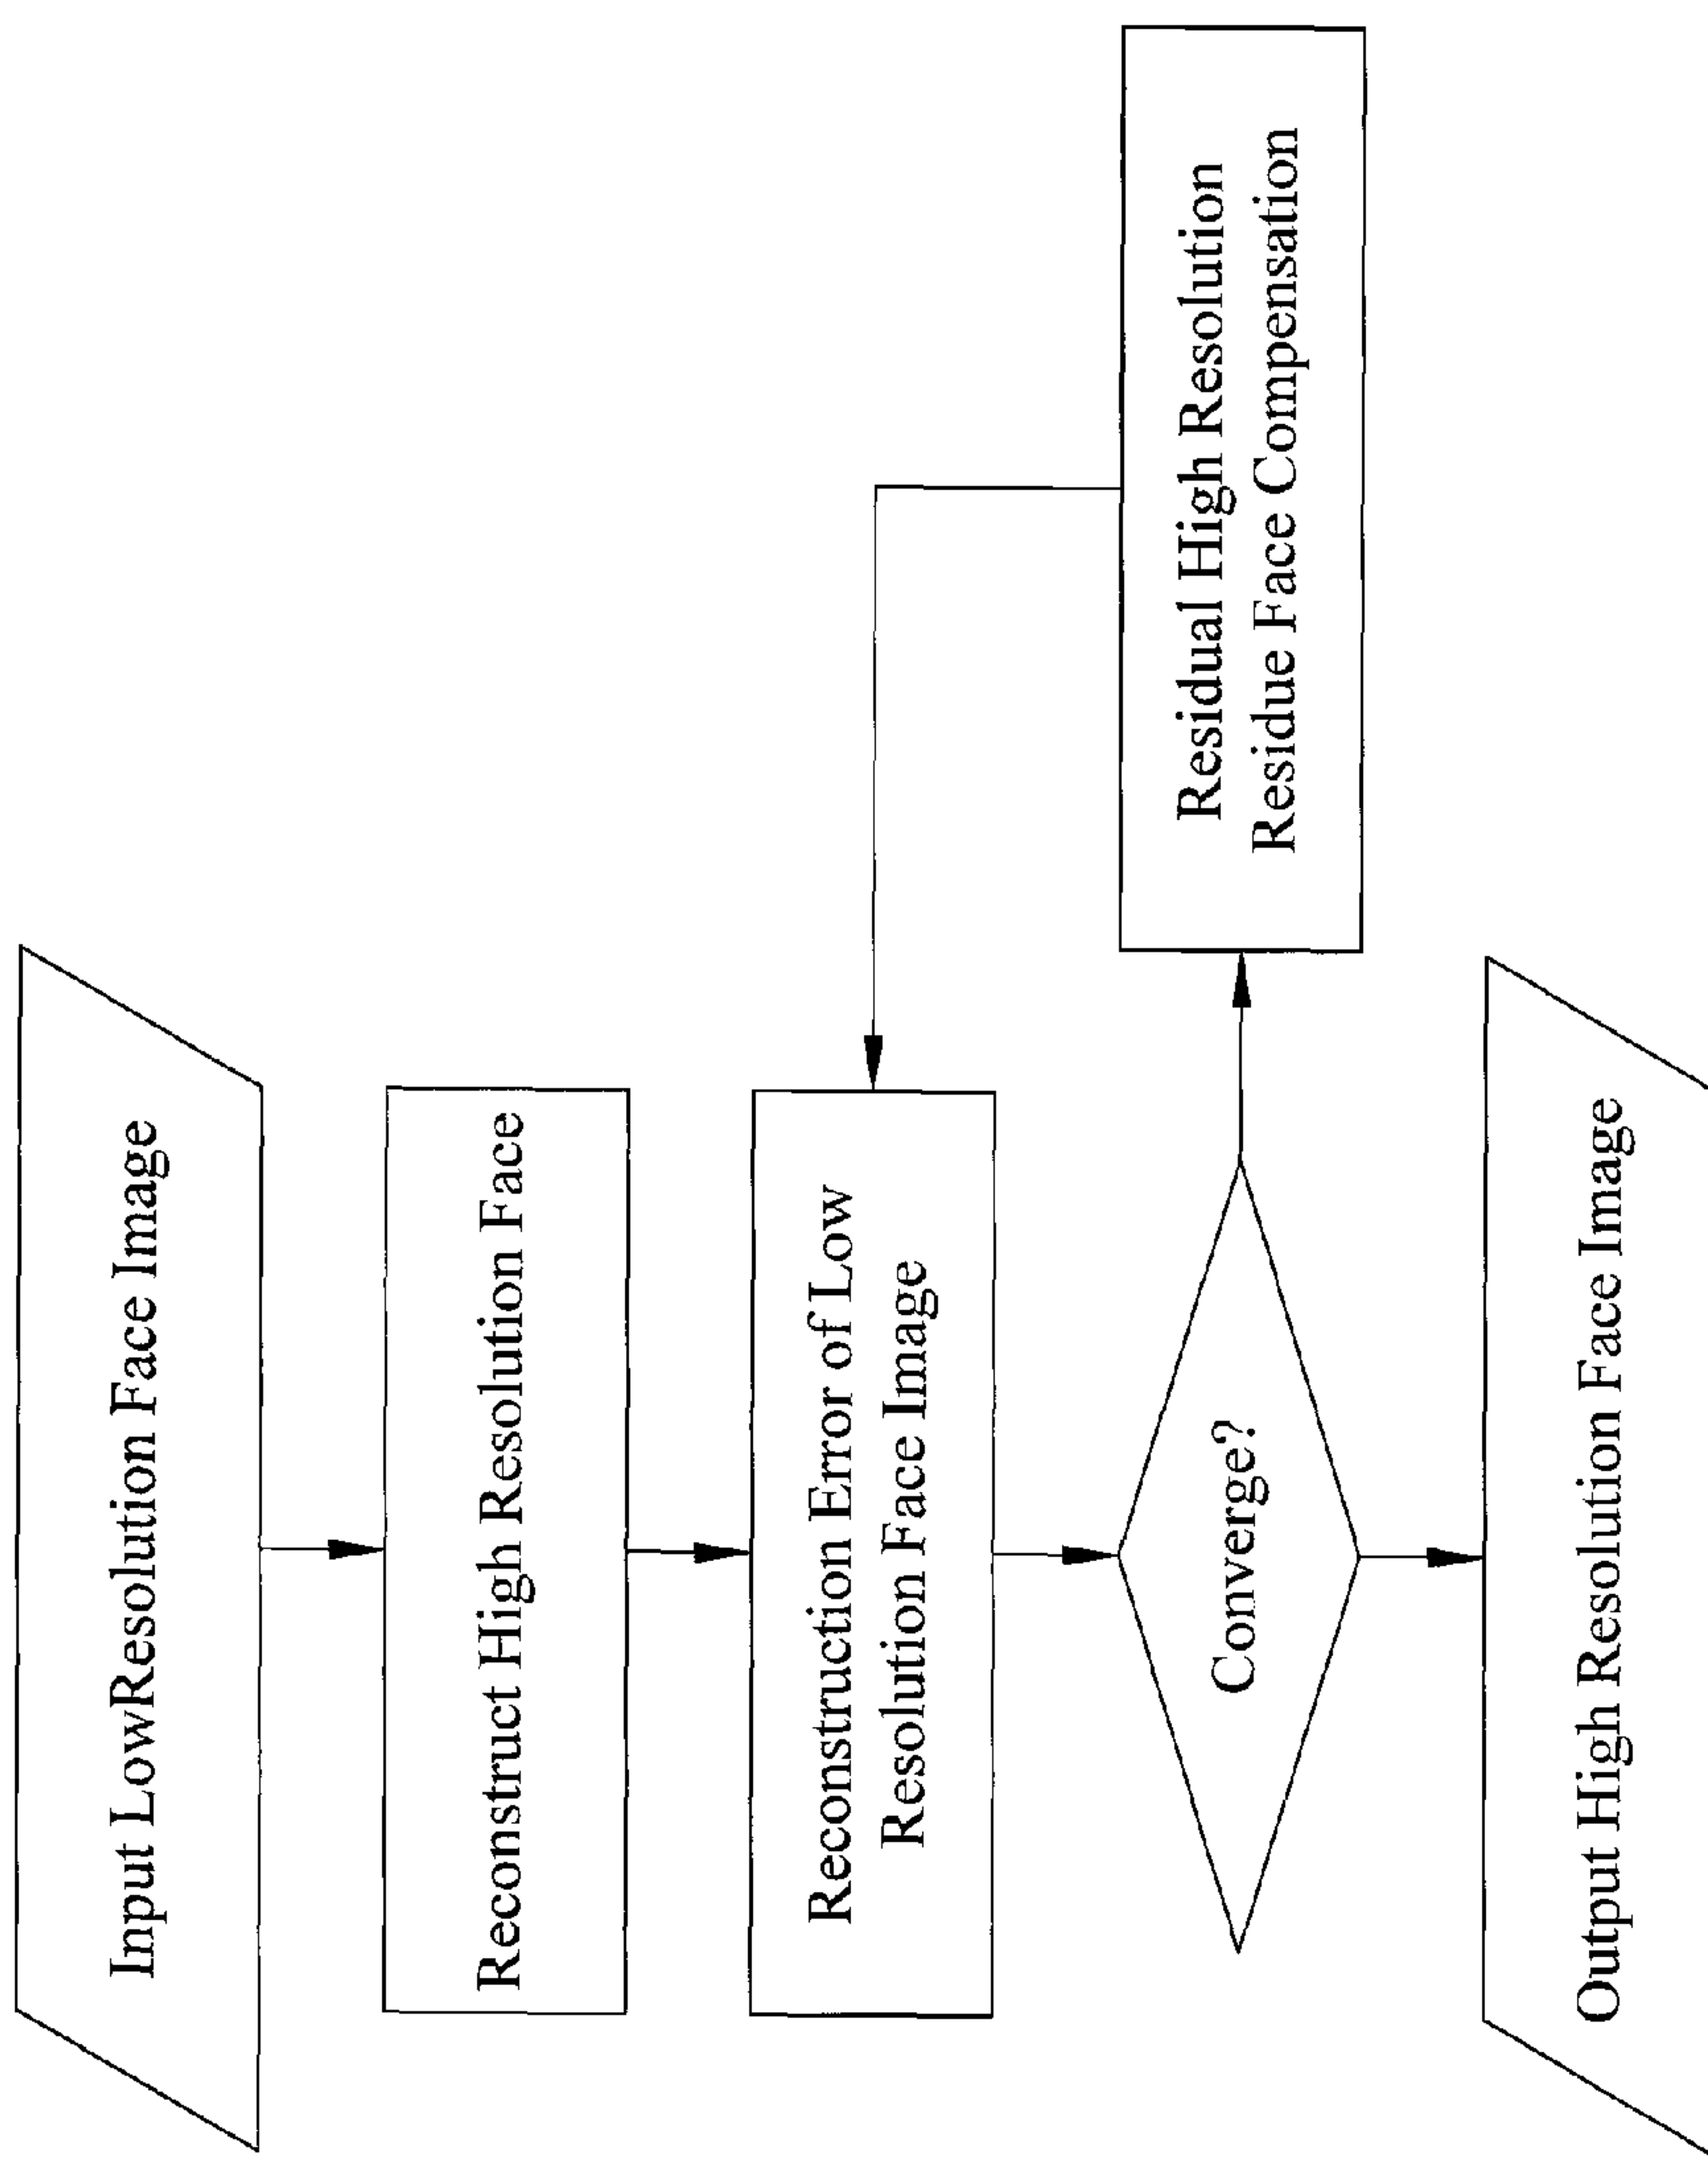 Input LowResolution Face Image
Reconstruct High Resolution Face
Reconstruction Error of Low
Resolution Face Image
Converge?
Residual High Resolution
Residue Face Compensation
Output High Resolution Face Image